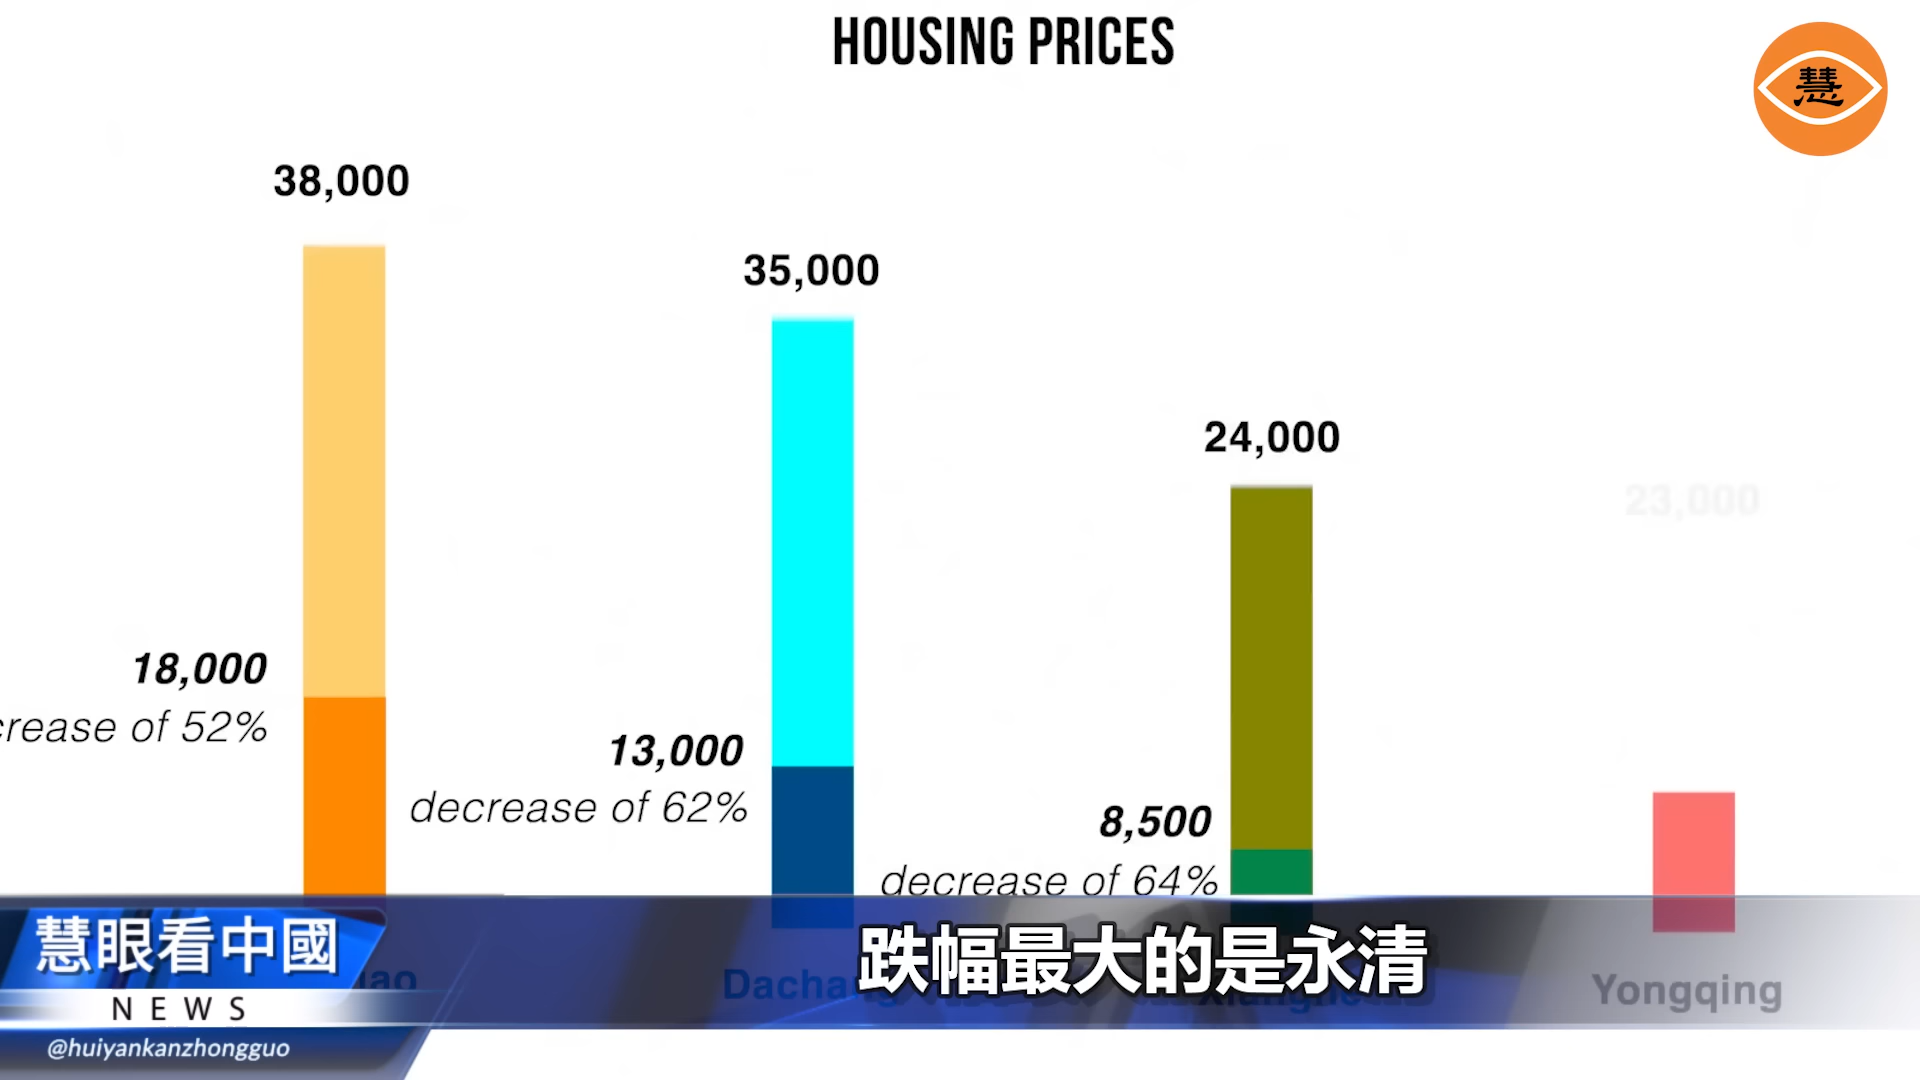 HOUSING PRICES
慧
38,000
35,000
24,000
23,000
18,000
crease of 52%
13,000
decrease of 62%
8,500
decrease of 64%
慧眼看中國
NEWS
@huiyankanzhongguo
跌幅最大的是永清
Yongqing